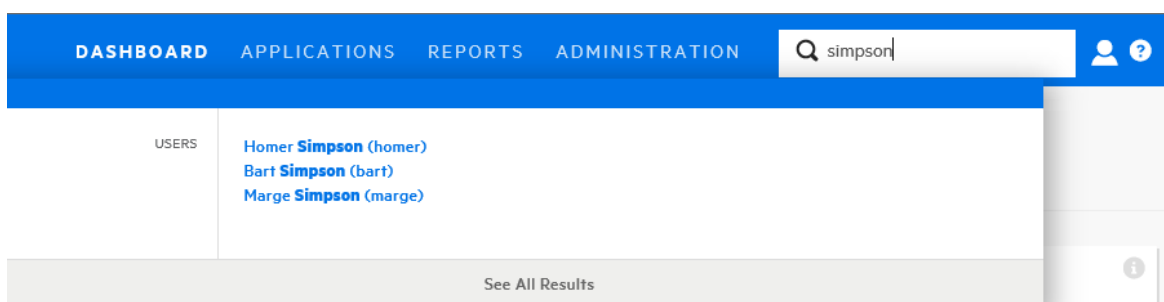 DASHBOARD APPLICATIONS REPORTS ADMINISTRATION simpson ?
USERS
Homer Simpson (homer)
Bart Simpson (bart)
Marge Simpson (marge)
See All Results
i